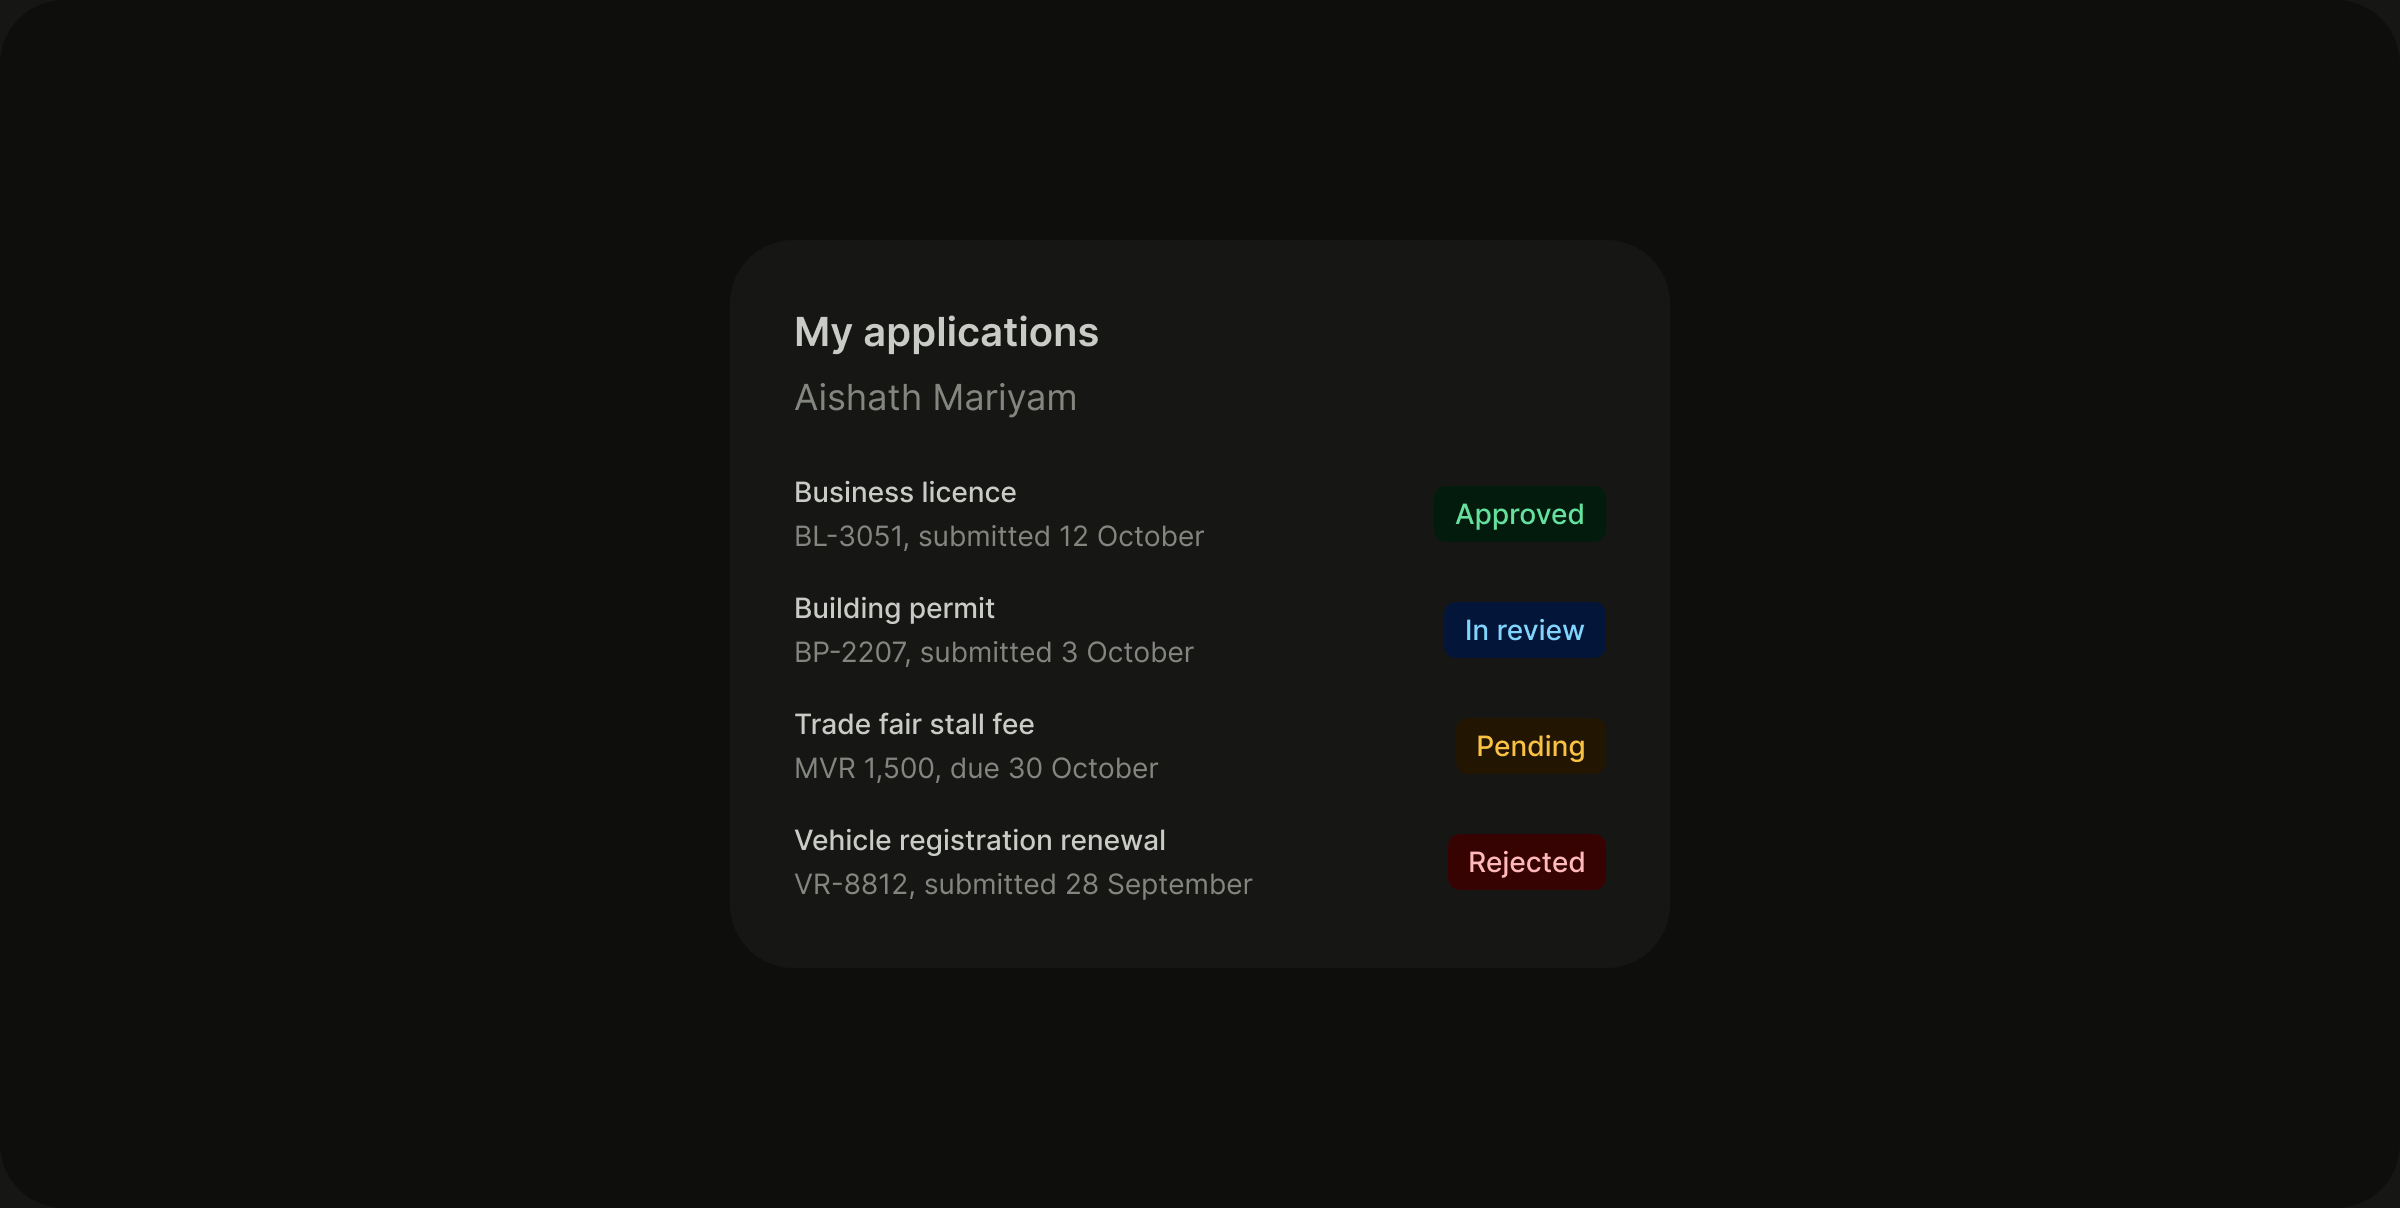 My applications
Aishath Mariyam
Business licence
BL-3051, submitted 12 October
Approved
Building permit
BP-2207, submitted 3 October
In review
Trade fair stall fee
MVR 1,500, due 30 October
Pending
Vehicle registration renewal
VR-8812, submitted 28 September
Rejected